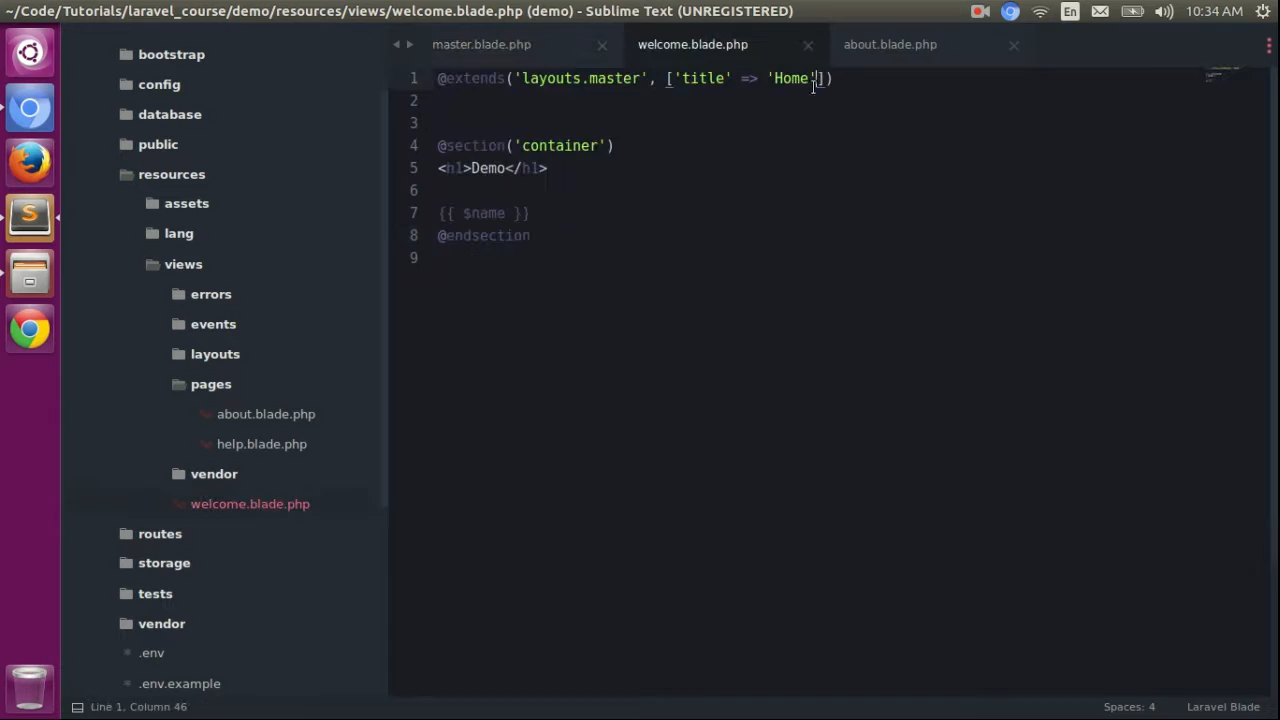 ~/Code/Tutorials/laravel_course/demo/resources/views/welcome.blade.php (demo) - Sublime Text (UNREGISTERED)
En
10:34 AM
bootstrap
config
database
public
resources
assets
lang
views
errors
events
layouts
pages
about.blade.php
help.blade.php
vendor
welcome.blade.php
routes
storage
tests
vendor
.env
.env.example
master.blade.php
welcome.blade.php
about.blade.php
1 @extends('layouts.master', ['title' => 'Home'])
2
3
4 @section('container')
5 <h1>Demo</h1>
6
7 {{ $name }}
8 @endsection
9
Line 1, Column 46
Spaces: 4
Laravel Blade